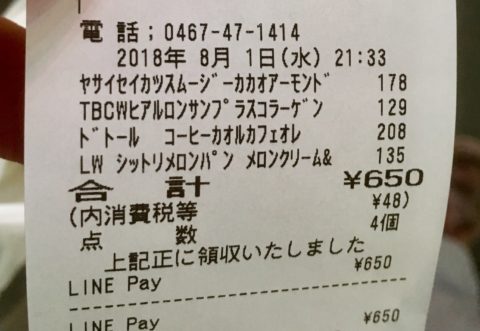 電 話；0467-47-1414
2018年 8月 1日(水) 21:33
ヤサイセイカツスムージーカカオアーモンド 178
TBCWヒアルロンサンプラスコラーゲン 129
ドトール コーヒーカオルカフェオレ 208
LW シットリメロンパン メロンクリーム& 135
合 計 ¥650
(内消費税等 ¥48)
点 数 4個
上記正に領収いたしました
LINE Pay ¥650
LINE Pay ¥650